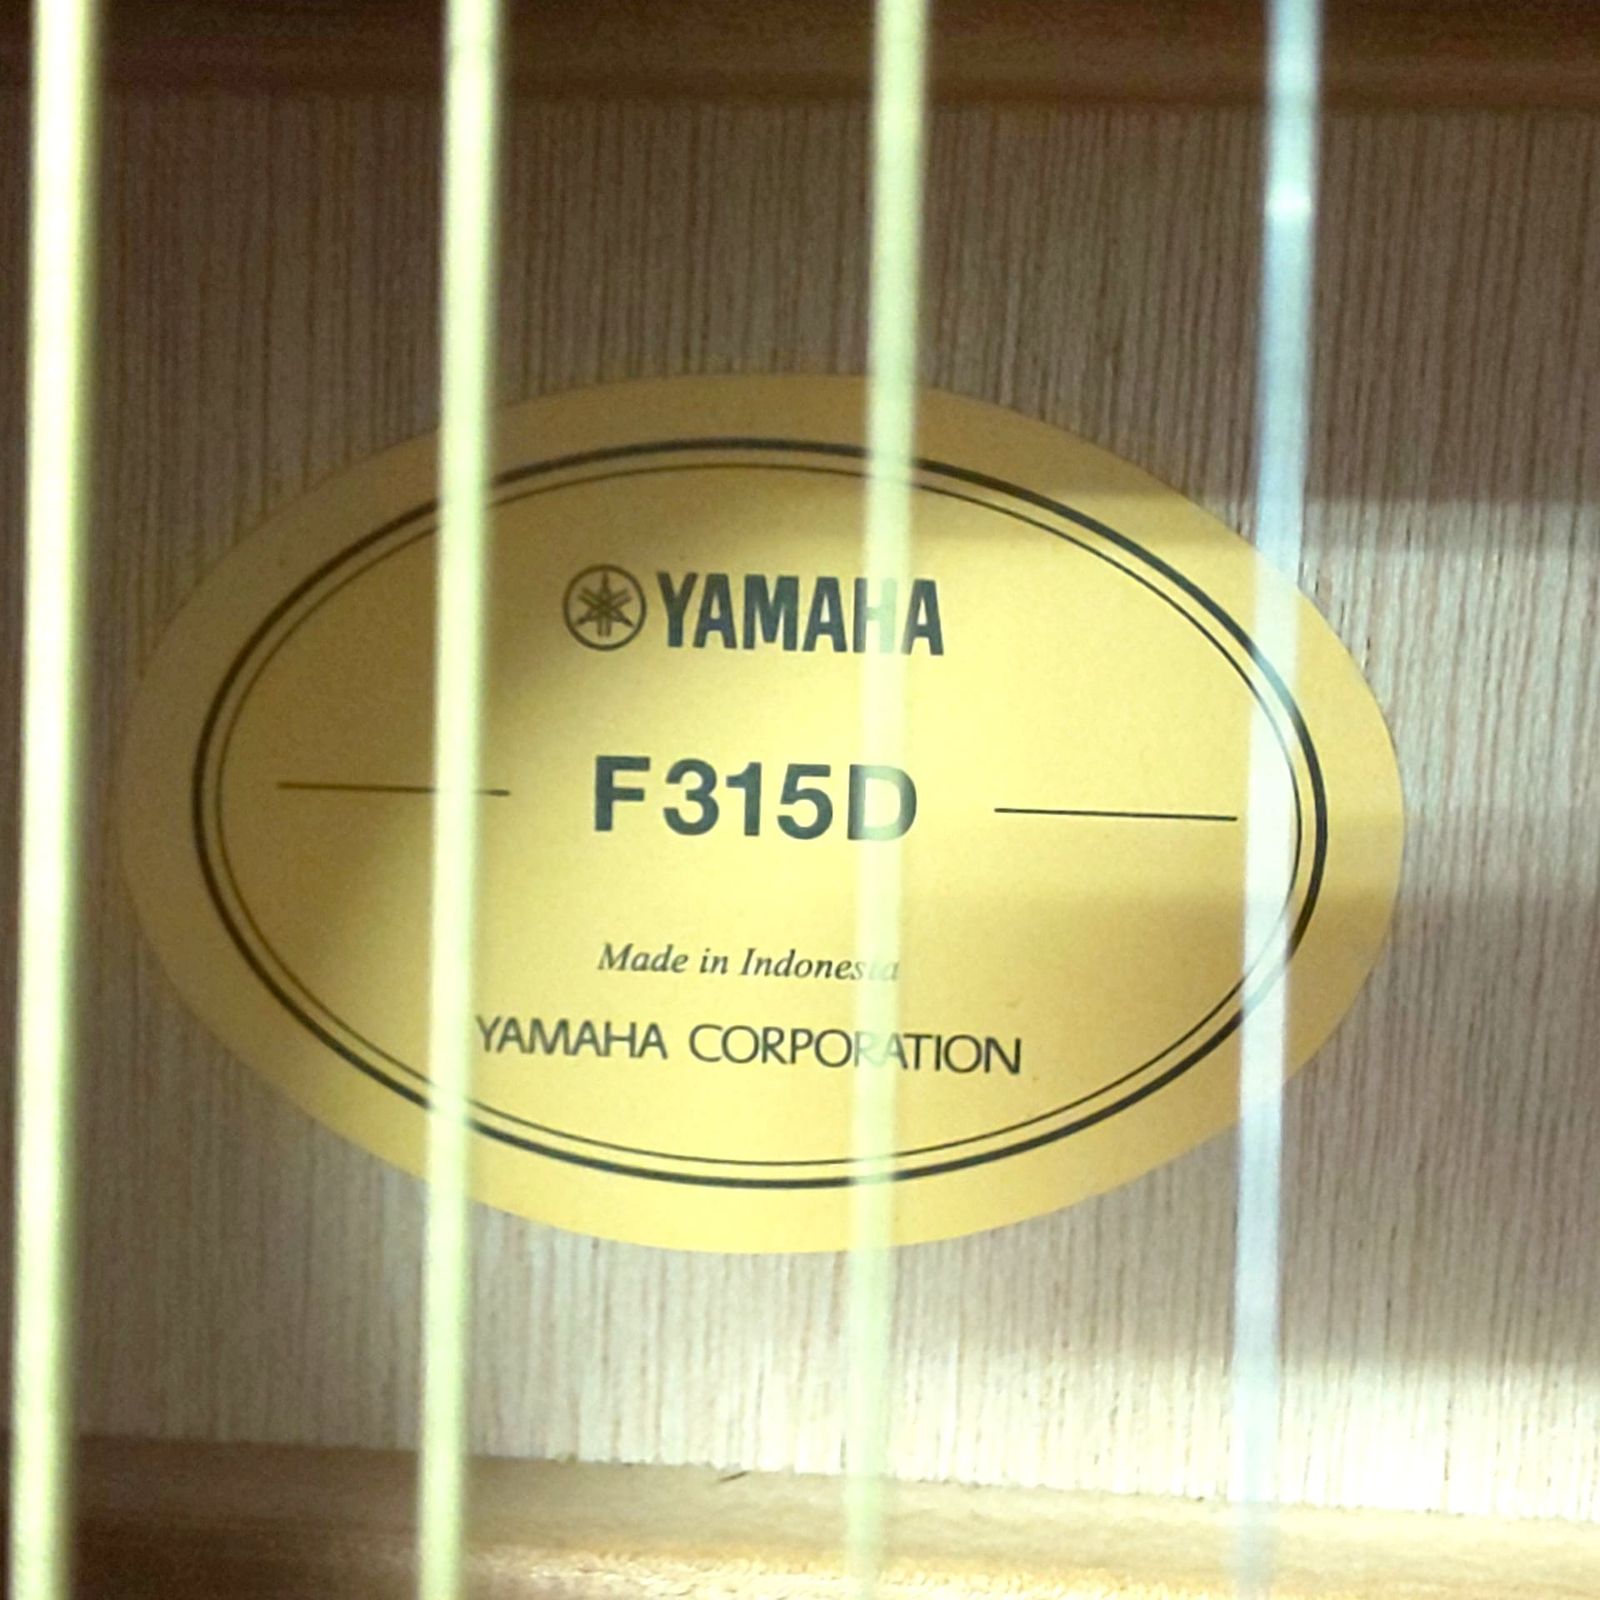 YAMAHA
F315D
Made in Indonesia
YAMAHA CORPORATION